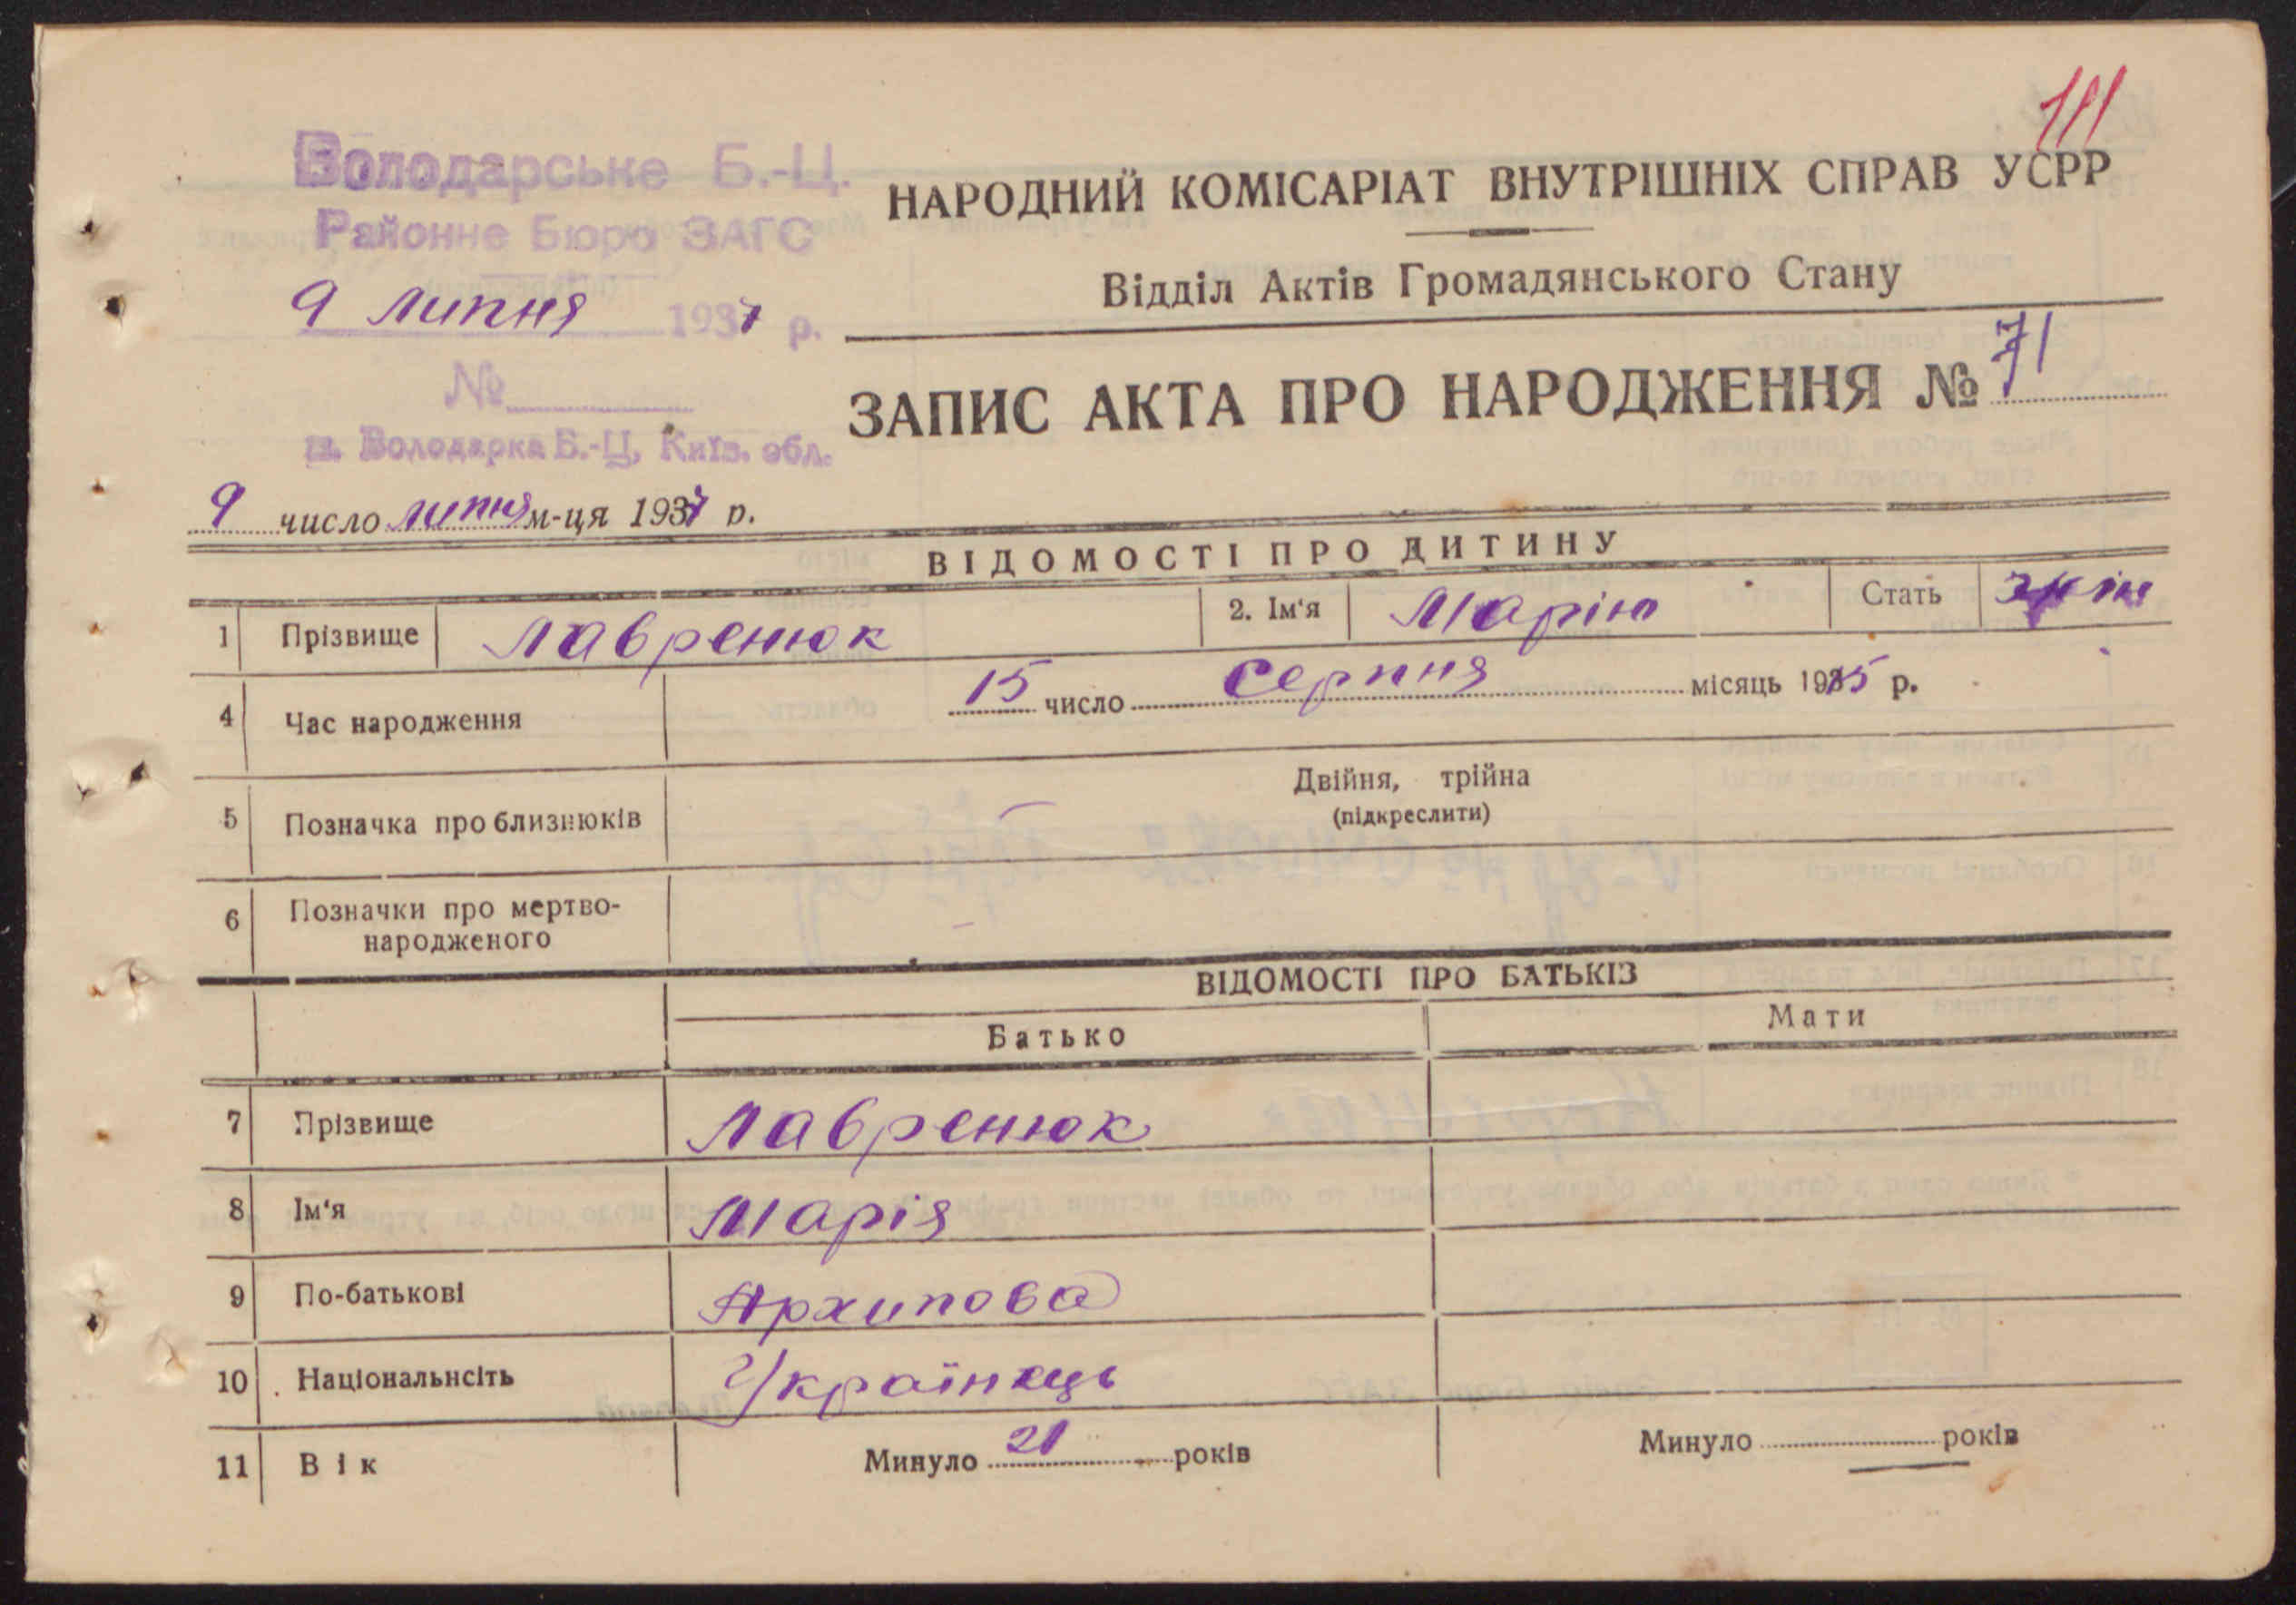 111
Володарське Б.-Ц.
Районне Бюро ЗАГС
9 липня 1937 р.
№
м. Володарка Б.-Ц. Київ. обл.
НАРОДНИЙ КОМІСАРІАТ ВНУТРІШНІХ СПРАВ УСРР
Відділ Актів Громадянського Стану
ЗАПИС АКТА ПРО НАРОДЖЕННЯ № 71
9 число липня м-ця 1937 р.
ВІДОМОСТІ ПРО ДИТИНУ
1 Прізвище Лавренюк 2. Ім‘я Марію Стать жін
4 Час народження 15 число Серпня місяць 1915 р.
5 Позначка про близнюків Двійня, трійна
(підкреслити)
6 Позначки про мертво-
народженого
ВІДОМОСТІ ПРО БАТЬКІВ
Батько Мати
7 Прізвище Лавренюк
8 Ім‘я Марія
9 По-батькові Архипова
10 Національнсіть Українець
11 Вік Минуло 21 років Минуло років